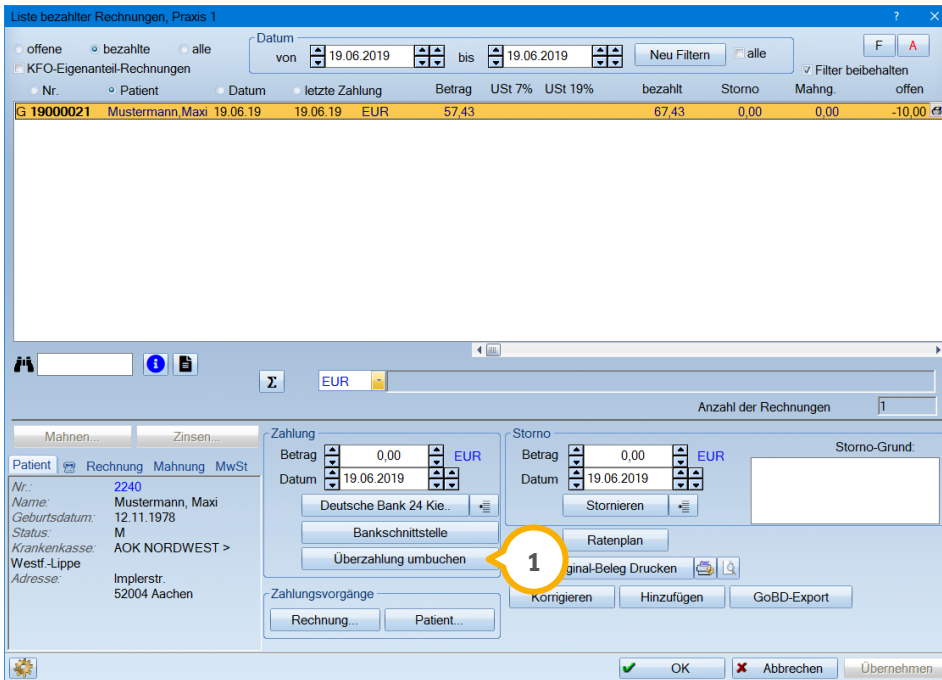 Liste bezahlter Rechnungen, Praxis 1 ? ×
offene bezahlte alle
KFO-Eigenanteil-Rechnungen
Datum
von 19.06.2019 bis 19.06.2019 Neu Filtern alle
F A
Filter beibehalten
Nr. Patient Datum letzte Zahlung Betrag USt 7% USt 19% bezahlt Storno Mahng. offen
G 19000021 Mustermann,Maxi 19.06.19 19.06.19 EUR 57,43 67,43 0,00 0,00 -10,00
Σ EUR
Anzahl der Rechnungen 1
Mahnen... Zinsen...
Patient Rechnung Mahnung MwSt
Nr.: 2240
Name: Mustermann, Maxi
Geburtsdatum: 12.11.1978
Status: M
Krankenkasse: AOK NORDWEST >
Westf.-Lippe
Adresse: Implerstr.
52004 Aachen
Zahlung
Betrag 0,00 EUR
Datum 19.06.2019
Deutsche Bank 24 Kie..
Bankschnittstelle
Überzahlung umbuchen
1
Zahlungsvorgänge
Rechnung... Patient...
Storno
Betrag 0,00 EUR
Datum 19.06.2019
Stornieren
Storno-Grund:
Ratenplan
ginal-Beleg Drucken
Korrigieren Hinzufügen GoBD-Export
OK Abbrechen Übernehmen